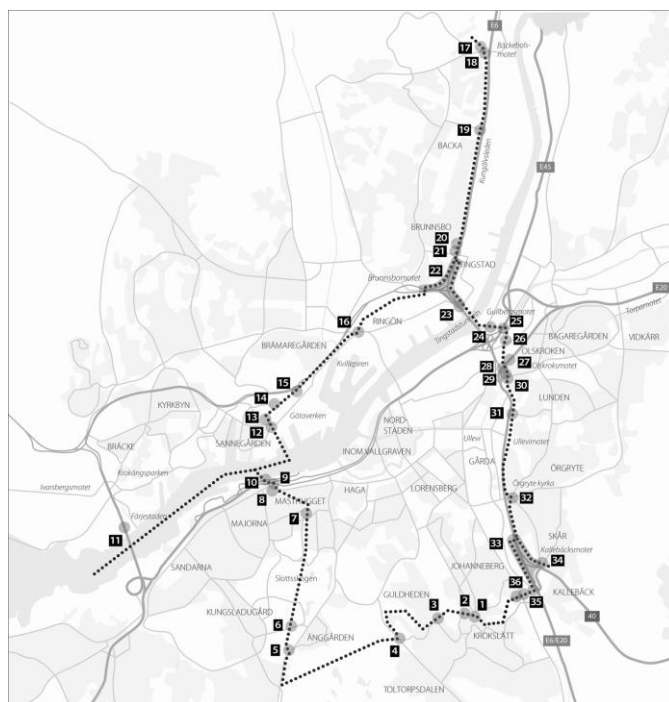 E6
17
Bäckebols-
motet
18
19
BACKA
Kungälvsleden
E45
BRUNNSBO
20
21
TINGSTAD
Brunnsbomotet
22
E20
23
Gullbergsmotet
25
Torpamotet
16
RINGÖN
Tingstadstunneln
24
26
BAGAREGÅRDEN
VIDKÄRR
BRÄMAREGÅRDEN
OLSKROKEN
Kvillepiren
28
27
Olskroksmotet
29
30
15
LUNDEN
14
KYRKBYN
13
Götaverken
31
12
NORD-
STADEN
Ullevi
Ullevimotet
BRÄCKE
SANNEGÅRDEN
INOM VALLGRAVEN
GÅRDA
Krokängsparken
ÖRGRYTE
Ivarsbergsmotet
9
10
HAGA
LORENSBERG
Örgryte kyrka
8
MASTHUGGET
32
Färjestaden
7
MAJORNA
11
33
SKÅR
Kallebäcksmotet
SANDARNA
34
JOHANNEBERG
Slottsskogen
36
GULDHEDEN
KALLEBÄCK
35
KUNGSLADUGÅRD
3
2
1
40
6
ÄNGGÅRDEN
KROKSLÄTT
4
E6/E20
5
TOLTORPSDALEN